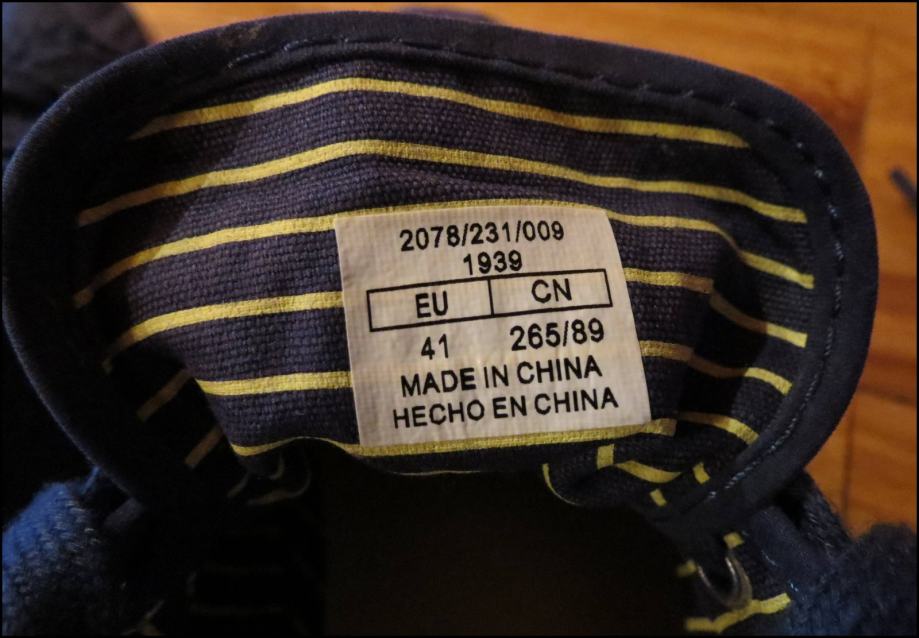 2078/231/009
1939
EU CN
41 265/89
MADE IN CHINA
HECHO EN CHINA